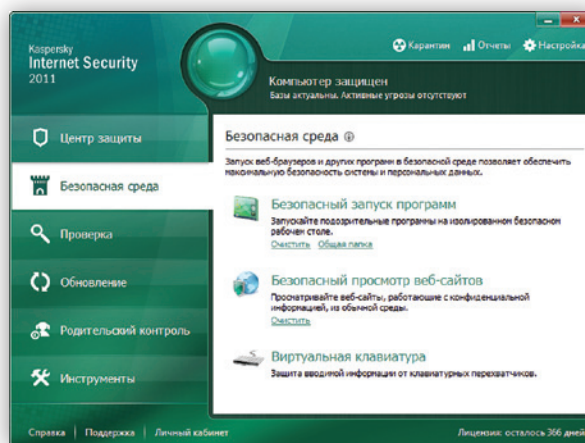 Kaspersky
Internet Security
2011
Карантин Отчеты Настройка
Компьютер защищен
Базы актуальны. Активные угрозы отсутствуют
Центр защиты
Безопасная среда
Проверка
Обновление
Родительский контроль
Инструменты
Безопасная среда
Запуск веб-браузеров и других программ в безопасной среде позволяет обеспечить
максимальную безопасность системы и персональных данных.
Безопасный запуск программ
Запускайте подозрительные программы на изолированном безопасном
рабочем столе.
Очистить Общая папка
Безопасный просмотр веб-сайтов
Просматривайте веб-сайты, работающие с конфиденциальной
информацией, из обычной среды.
Очистить
Виртуальная клавиатура
Защита вводимой информации от клавиатурных перехватчиков.
Справка | Поддержка | Личный кабинет
Лицензия: осталось 366 дней